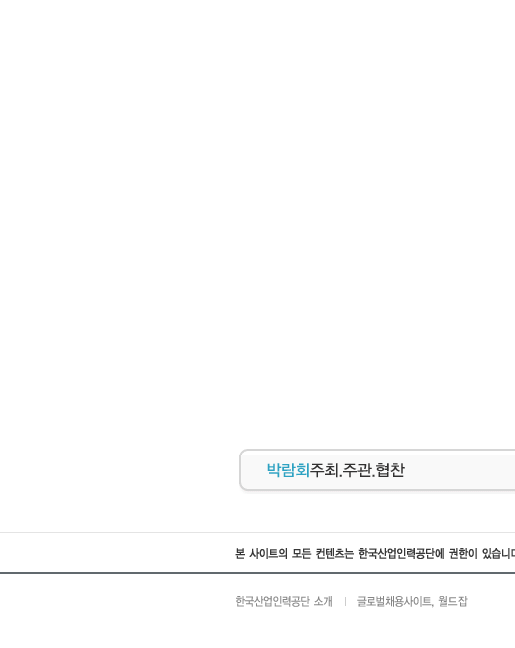 박람회주최.주관.협찬
본 사이트의 모든 컨텐츠는 한국산업인력공단에 권한이 있습니다
한국산업인력공단 소개 | 글로벌채용사이트, 월드잡